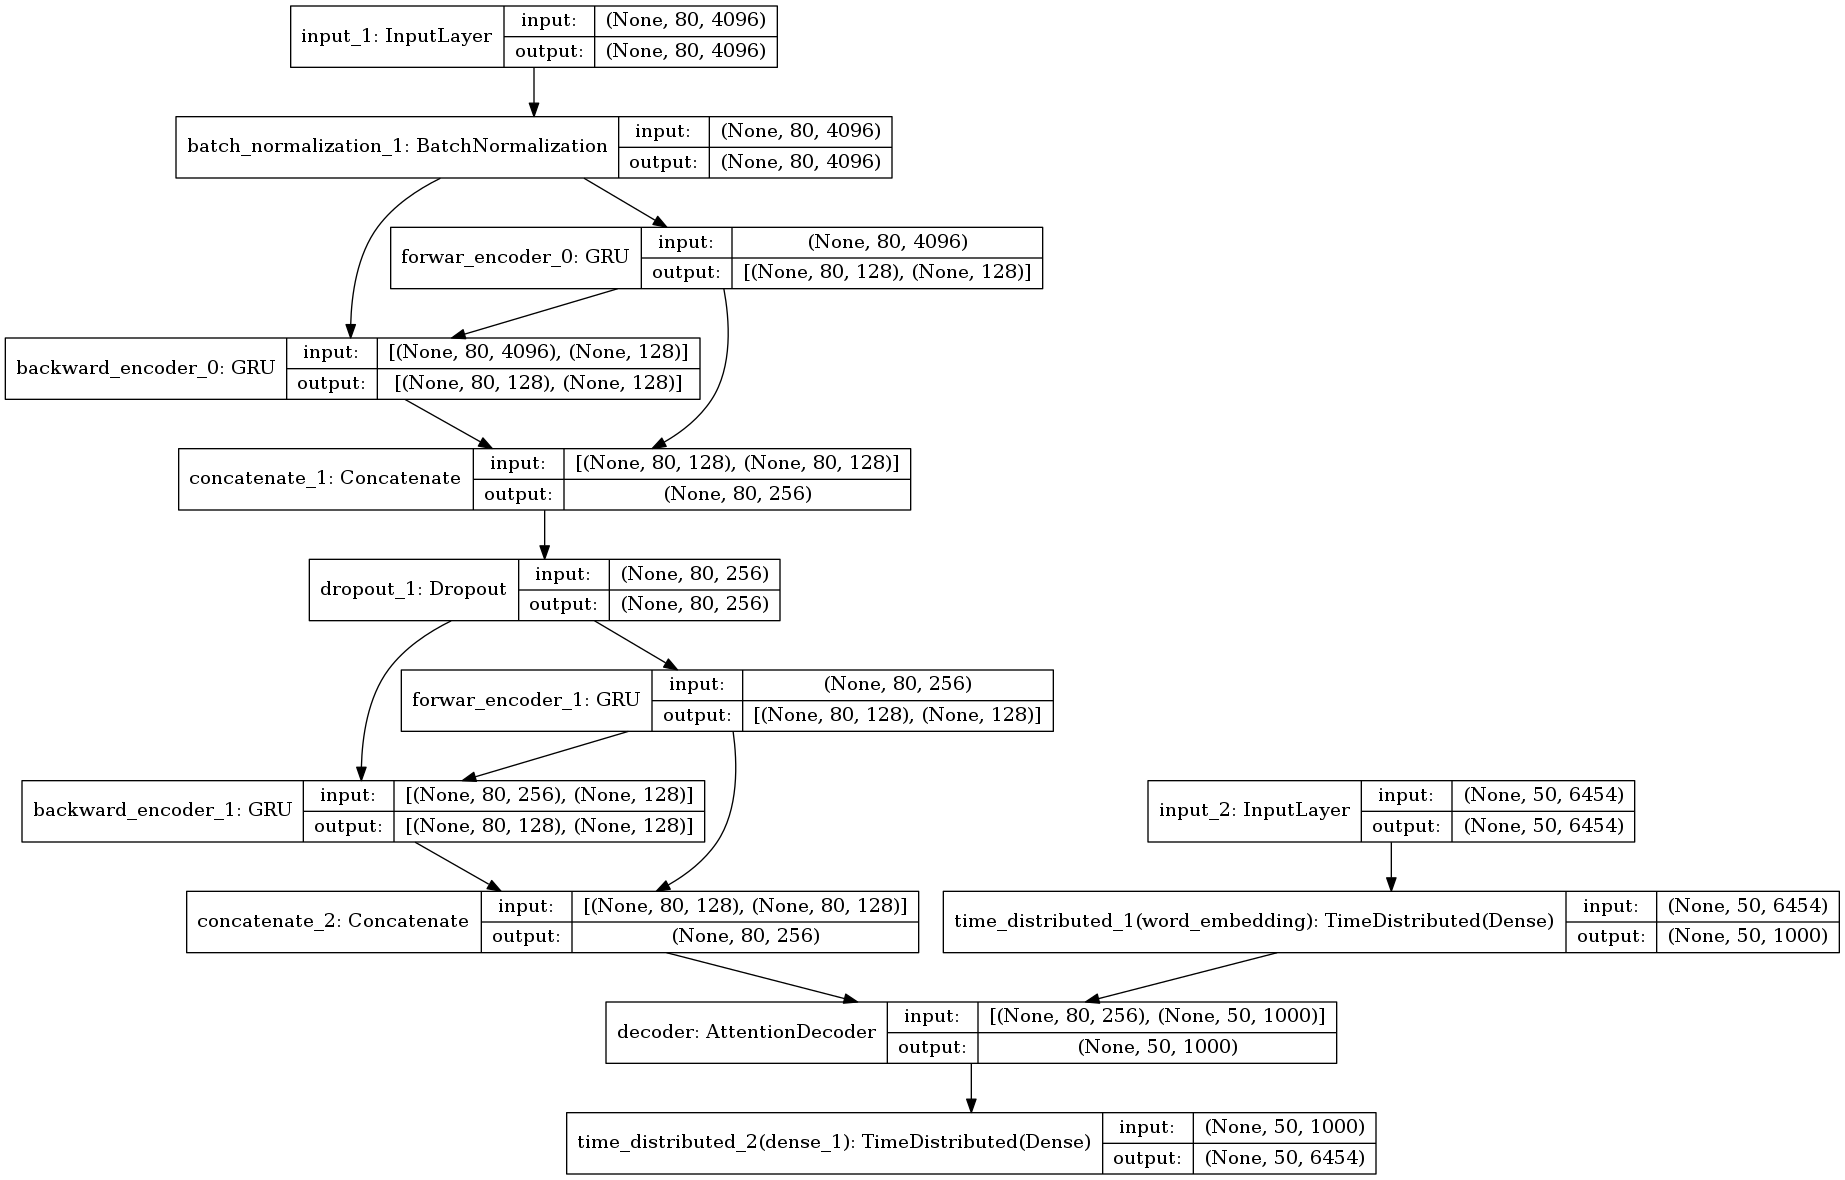 input_1: InputLayer
input:
(None, 80, 4096)
output:
(None, 80, 4096)
batch_normalization_1: BatchNormalization
input:
(None, 80, 4096)
output:
(None, 80, 4096)
forwar_encoder_0: GRU
input:
(None, 80, 4096)
output:
[(None, 80, 128), (None, 128)]
backward_encoder_0: GRU
input:
[(None, 80, 4096), (None, 128)]
output:
[(None, 80, 128), (None, 128)]
concatenate_1: Concatenate
input:
[(None, 80, 128), (None, 80, 128)]
output:
(None, 80, 256)
dropout_1: Dropout
input:
(None, 80, 256)
output:
(None, 80, 256)
forwar_encoder_1: GRU
input:
(None, 80, 256)
output:
[(None, 80, 128), (None, 128)]
backward_encoder_1: GRU
input:
[(None, 80, 256), (None, 128)]
output:
[(None, 80, 128), (None, 128)]
input_2: InputLayer
input:
(None, 50, 6454)
output:
(None, 50, 6454)
concatenate_2: Concatenate
input:
[(None, 80, 128), (None, 80, 128)]
output:
(None, 80, 256)
time_distributed_1(word_embedding): TimeDistributed(Dense)
input:
(None, 50, 6454)
output:
(None, 50, 1000)
decoder: AttentionDecoder
input:
[(None, 80, 256), (None, 50, 1000)]
output:
(None, 50, 1000)
time_distributed_2(dense_1): TimeDistributed(Dense)
input:
(None, 50, 1000)
output:
(None, 50, 6454)